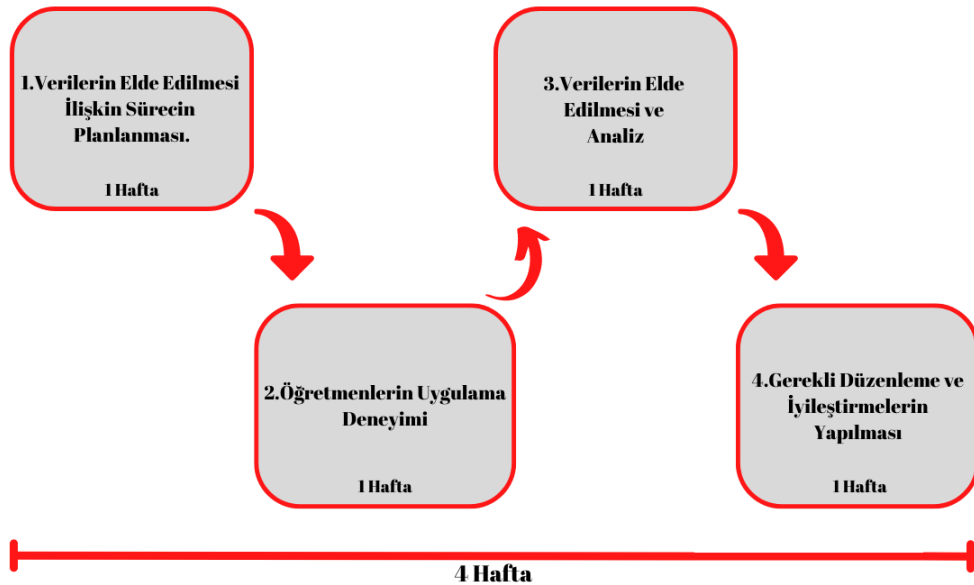 1.Verilerin Elde Edilmesi
İlişkin Sürecin
Planlanması.
1 Hafta
2.Öğretmenlerin Uygulama
Deneyimi
1 Hafta
3.Verilerin Elde
Edilmesi ve
Analiz
1 Hafta
4.Gerekli Düzenleme ve
İyileştirmelerin
Yapılması
1 Hafta
4 Hafta